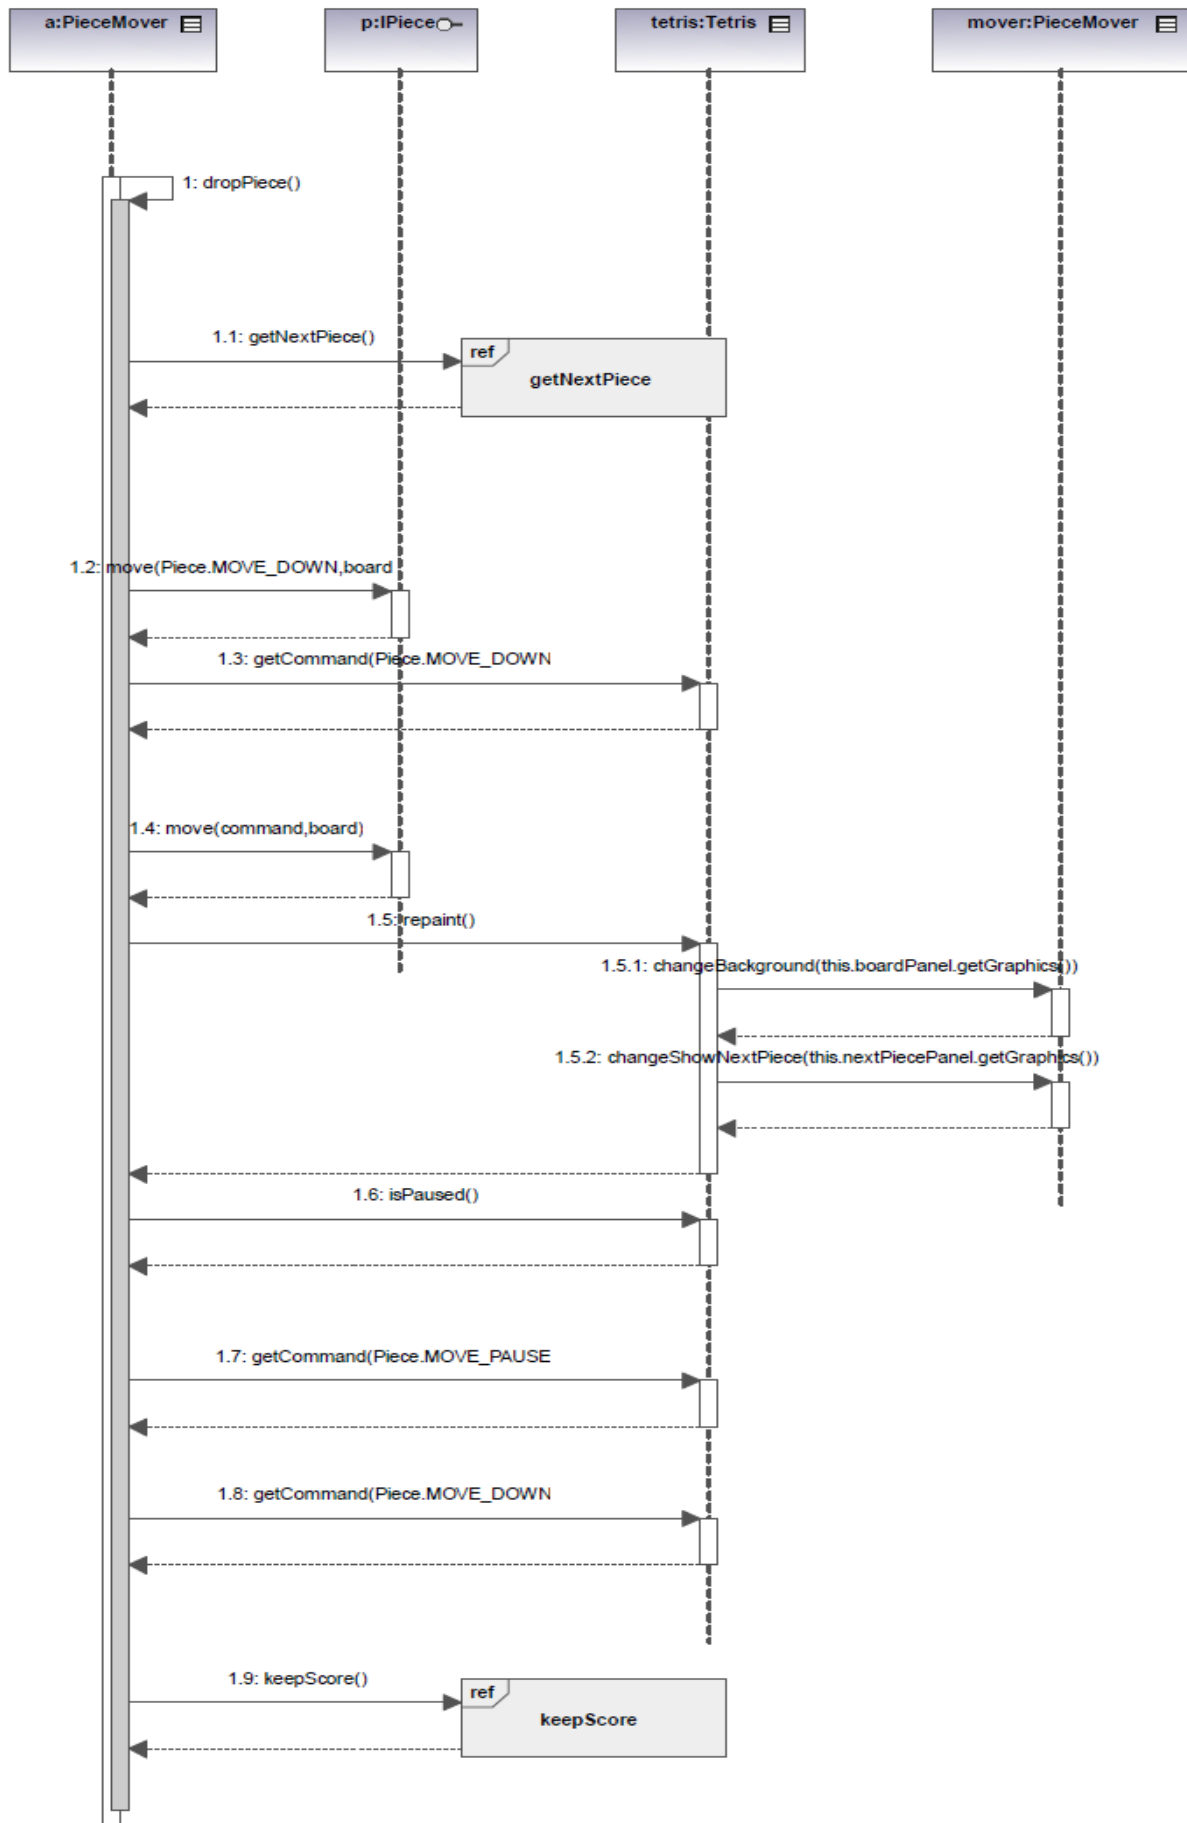 a:PieceMover
p:IPiece
tetris:Tetris
mover:PieceMover
1: dropPiece()
1.1: getNextPiece()
ref
getNextPiece
1.2: move(Piece.MOVE_DOWN,board
1.3: getCommand(Piece.MOVE_DOWN
1.4: move(command,board)
1.5: repaint()
1.5.1: changeBackground(this.boardPanel.getGraphics())
1.5.2: changeShowNextPiece(this.nextPiecePanel.getGraphics())
1.6: isPaused()
1.7: getCommand(Piece.MOVE_PAUSE
1.8: getCommand(Piece.MOVE_DOWN
1.9: keepScore()
ref
keepScore